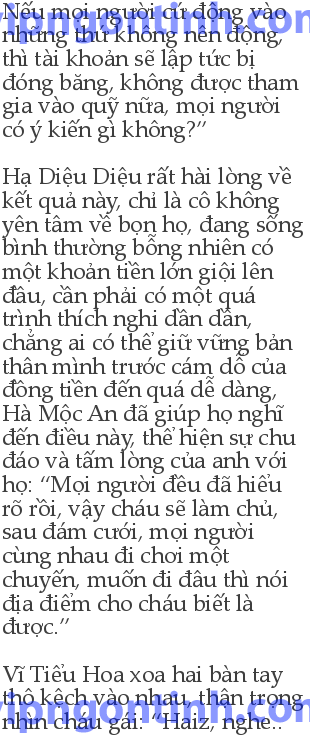 Nếu mọi người cứ động vào
những thứ không nên động,
thì tài khoản sẽ lập tức bị
đóng băng, không được tham
gia vào quỹ nữa, mọi người
có ý kiến gì không?”
Hạ Diệu Diệu rất hài lòng về
kết quả này, chỉ là cô không
yên tâm về bọn họ, đang sống
bình thường bỗng nhiên có
một khoản tiền lớn giội lên
đầu, cần phải có một quá
trình thích nghi dần dần,
chẳng ai có thể giữ vững bản
thân mình trước cám dỗ của
đồng tiền đến quá dễ dàng,
Hà Mộc An đã giúp họ nghĩ
đến điều này, thể hiện sự chu
đáo và tấm lòng của anh với
họ: “Mọi người đều đã hiểu
rõ rồi, vậy cháu sẽ làm chủ,
sau đám cưới, mọi người
cùng nhau đi chơi một
chuyến, muốn đi đâu thì nói
địa điểm cho cháu biết là
được.”
Vĩ Tiểu Hoa xoa hai bàn tay
thô kệch vào nhau, thận trọng
nhìn cháu gái: “Haiz, nghe..
vipngontinh.com